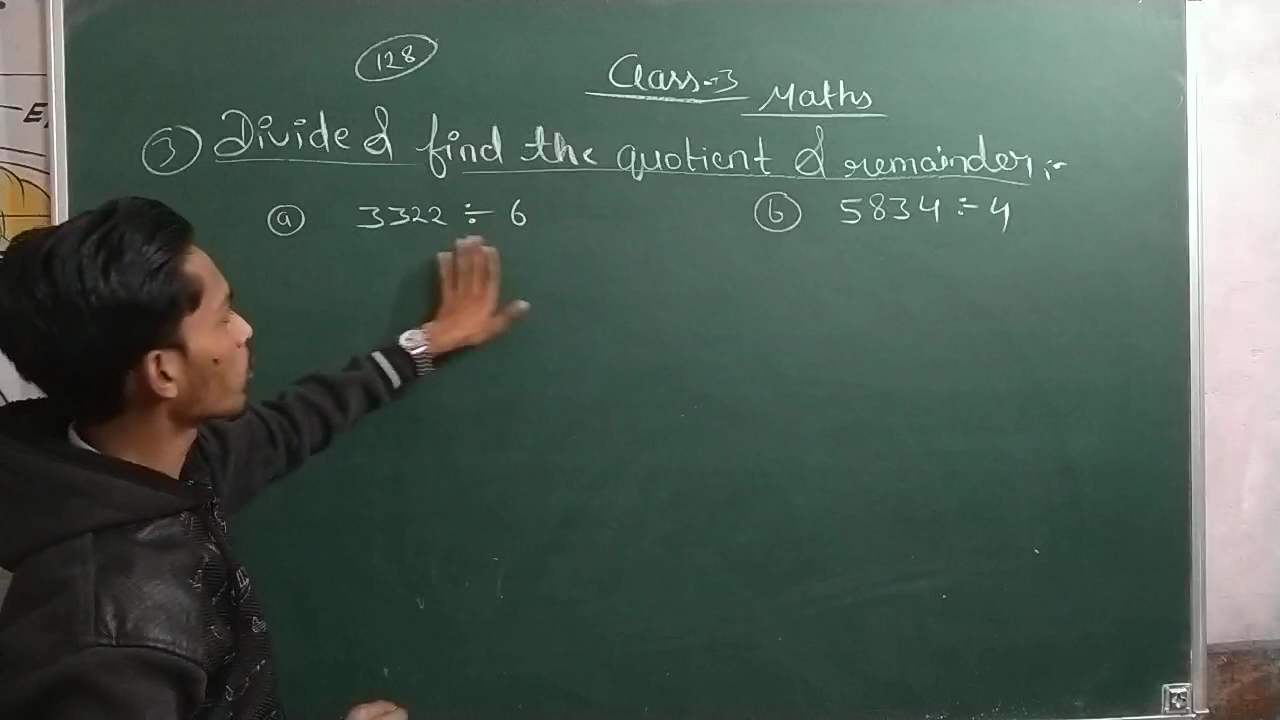 128
Class-3
Maths
3 Divide & find the quotient & remainder :-
a 3322 ÷ 6
b 5834 ÷ 4